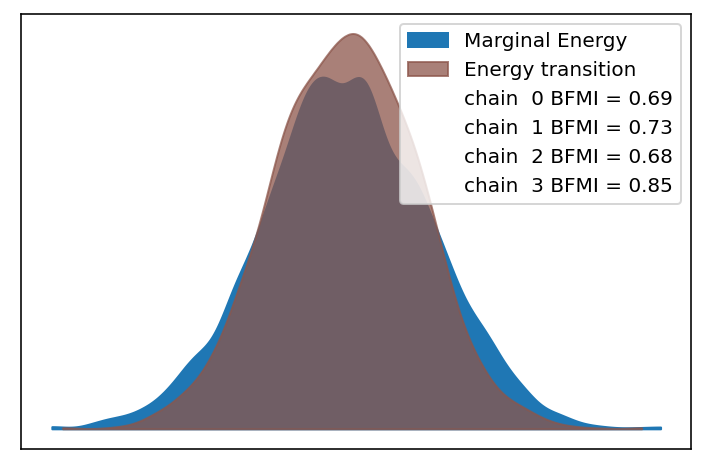 Marginal Energy
Energy transition
chain  0 BFMI = 0.69
chain  1 BFMI = 0.73
chain  2 BFMI = 0.68
chain  3 BFMI = 0.85